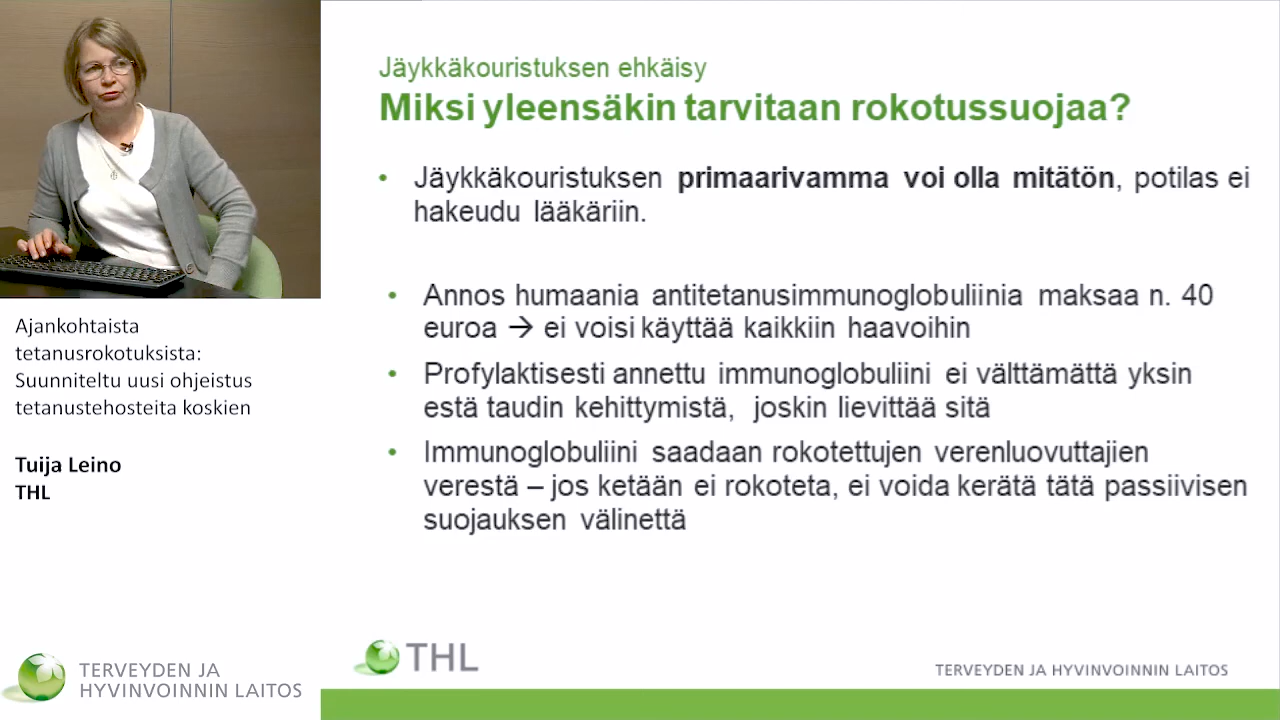 Jäykkäkouristuksen ehkäisy
Miksi yleensäkin tarvitaan rokotussuojaa?
• Jäykkäkouristuksen primaarivamma voi olla mitätön, potilas ei
hakeudu lääkäriin.
• Annos humaania antitetanusimmunoglobuliinia maksaa n. 40
euroa → ei voisi käyttää kaikkiin haavoihin
• Profylaktisesti annettu immunoglobuliini ei välttämättä yksin
estä taudin kehittymistä, joskin lievittää sitä
• Immunoglobuliini saadaan rokotettujen verenluovuttajien
verestä – jos ketään ei rokoteta, ei voida kerätä tätä passiivisen
suojauksen välinettä
Ajankohtaista
tetanusrokotuksista:
Suunniteltu uusi ohjeistus
tetanustehosteita koskien
Tuija Leino
THL
TERVEYDEN JA
HYVINVOINNIN LAITOS
THL
TERVEYDEN JA HYVINVOINNIN LAITOS